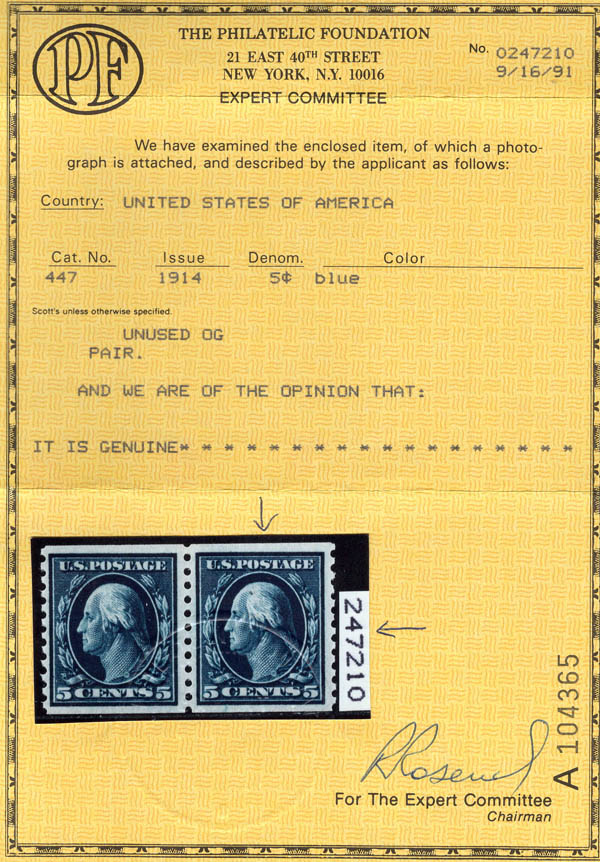 PF
THE PHILATELIC FOUNDATION
21 EAST 40TH STREET
NEW YORK, N.Y. 10016
EXPERT COMMITTEE
No. 0247210
9/16/91
We have examined the enclosed item, of which a photo-
graph is attached, and described by the applicant as follows:
Country: UNITED STATES OF AMERICA
Cat. No. Issue Denom. Color
447 1914 5¢ blue
Scott's unless otherwise specified.
UNUSED OG
PAIR.
AND WE ARE OF THE OPINION THAT:
IT IS GENUINE* * * * * * * * * * * * * * * * * *
U.S. POSTAGE U.S. POSTAGE
5 CENTS 5 5 CENTS 5
247210
A 104365
For The Expert Committee
Chairman